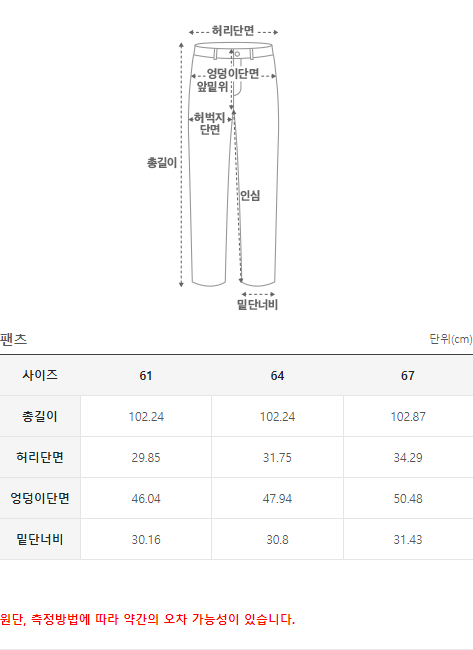 허리단면
엉덩이단면
앞밑위
허벅지
단면
총길이
인심
밑단너비
팬츠 단위(cm)
사이즈 61 64 67
총길이 102.24 102.24 102.87
허리단면 29.85 31.75 34.29
엉덩이단면 46.04 47.94 50.48
밑단너비 30.16 30.8 31.43
원단, 측정방법에 따라 약간의 오차 가능성이 있습니다.